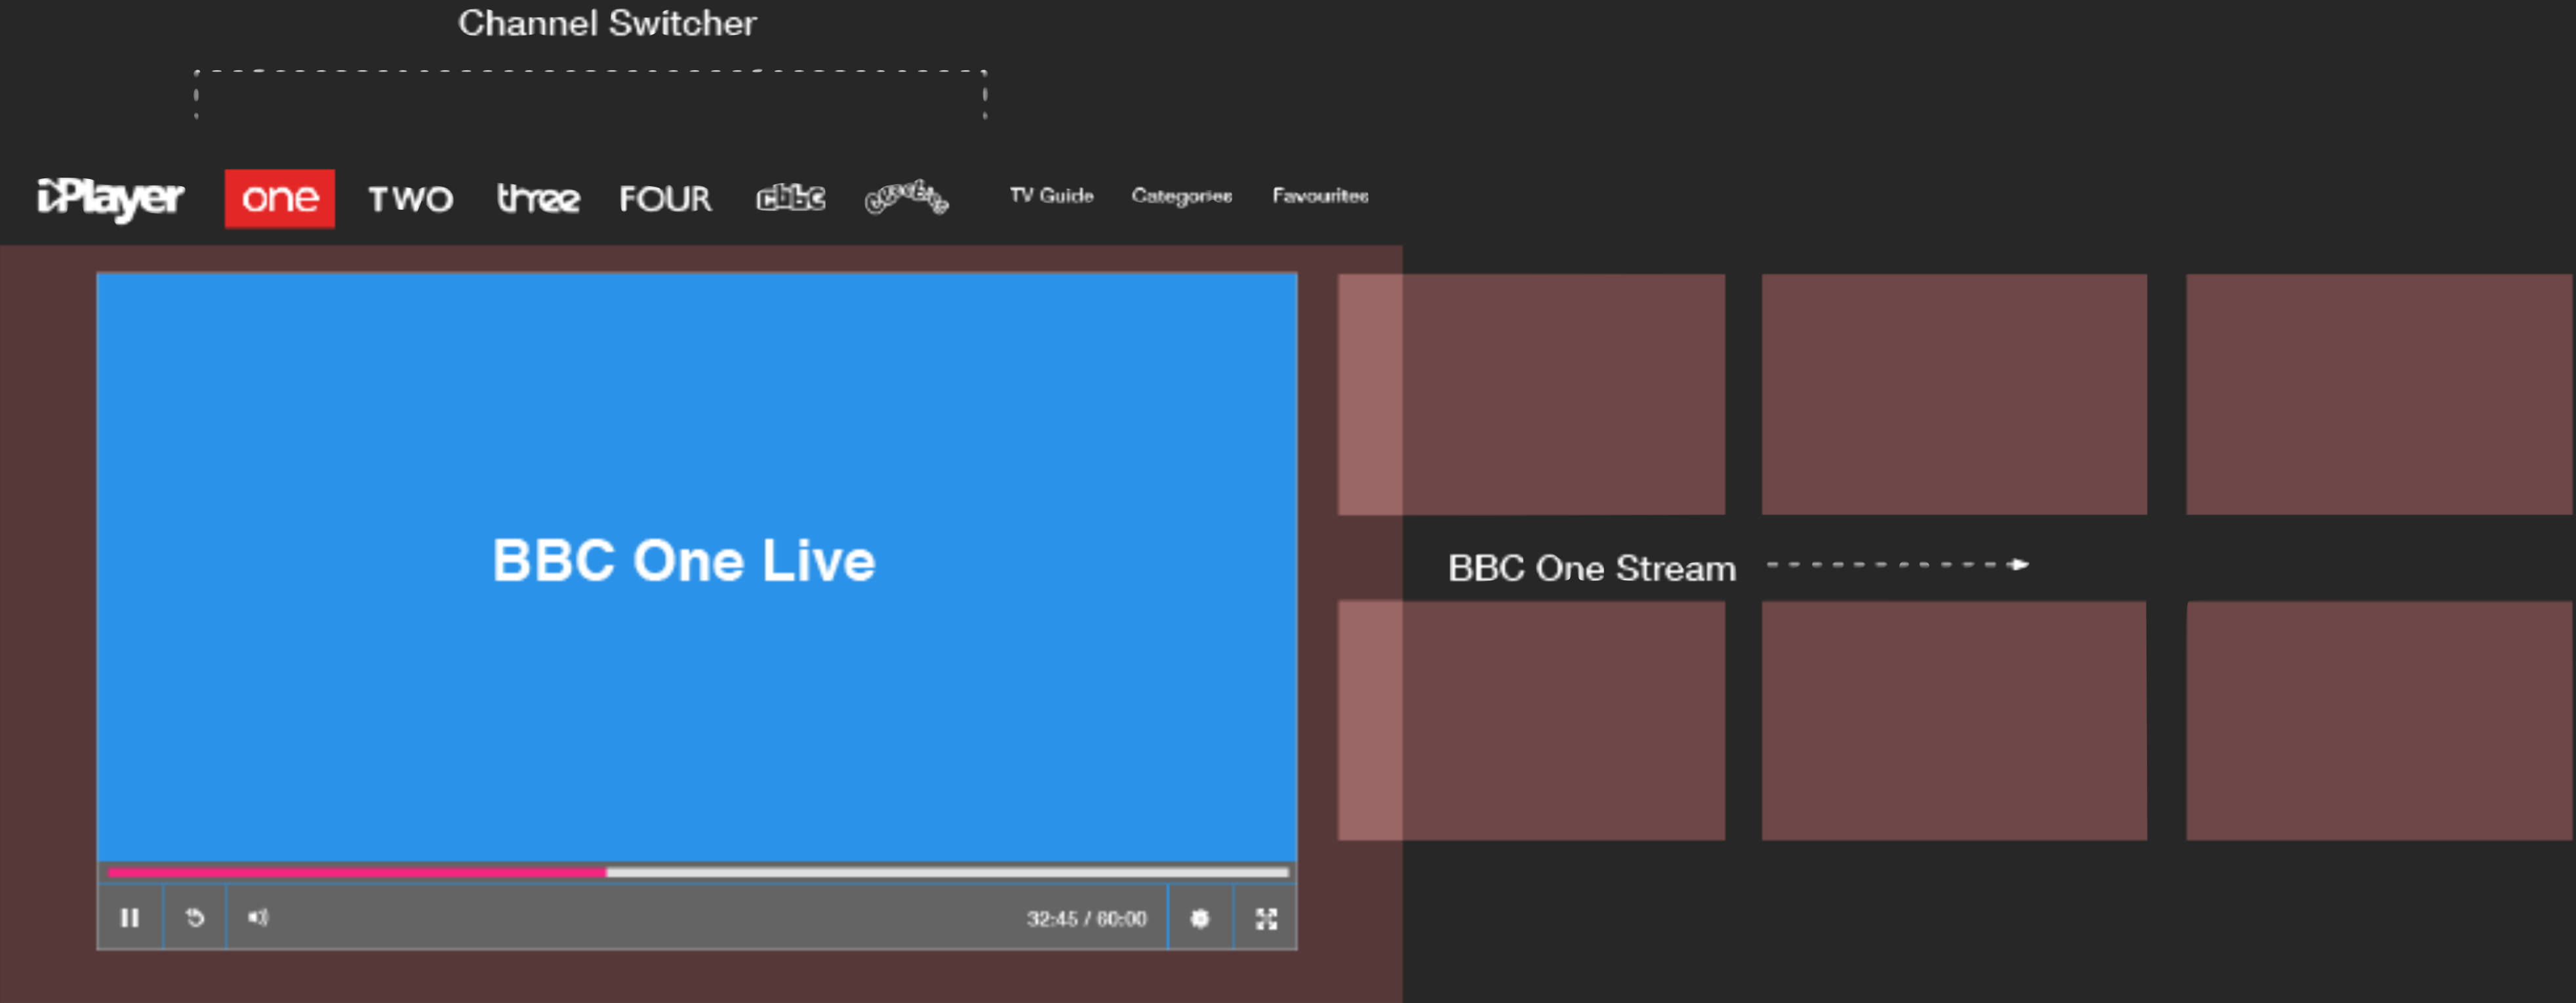 Channel Switcher
iPlayer one TWO three FOUR cbbc TV Guide Categories Favourites
BBC One Live
BBC One Stream
32:45 / 60:00